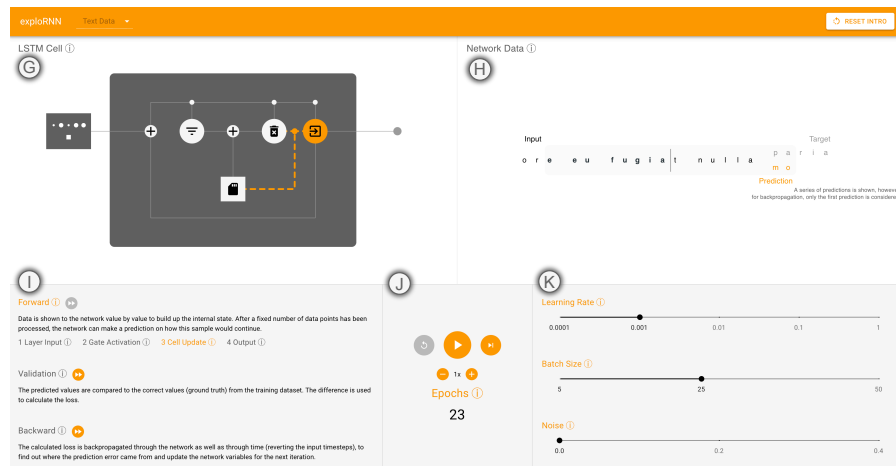 exploRNN
Text Data
RESET INTRO
LSTM Cell ⓘ
G
Network Data ⓘ
H
Input
Target
o r e e u f u g i a t n u l l a
p a r i a
m o
Prediction
A series of predictions is shown, howeve
for backpropagation, only the first prediction is considere
I
Forward ⓘ
Data is shown to the network value by value to build up the internal state. After a fixed number of data points has been
processed, the network can make a prediction on how this sample would continue.
1 Layer Input ⓘ 2 Gate Activation ⓘ 3 Cell Update ⓘ 4 Output ⓘ
Validation ⓘ
The predicted values are compared to the correct values (ground truth) from the training dataset. The difference is used
to calculate the loss.
Backward ⓘ
The calculated loss is backpropagated through the network as well as through time (reverting the input timesteps), to
find out where the prediction error came from and update the network variables for the next iteration.
J
1x
Epochs ⓘ
23
K
Learning Rate ⓘ
0.0001 0.001 0.01 0.1 1
Batch Size ⓘ
5 25 50
Noise ⓘ
0.0 0.2 0.4